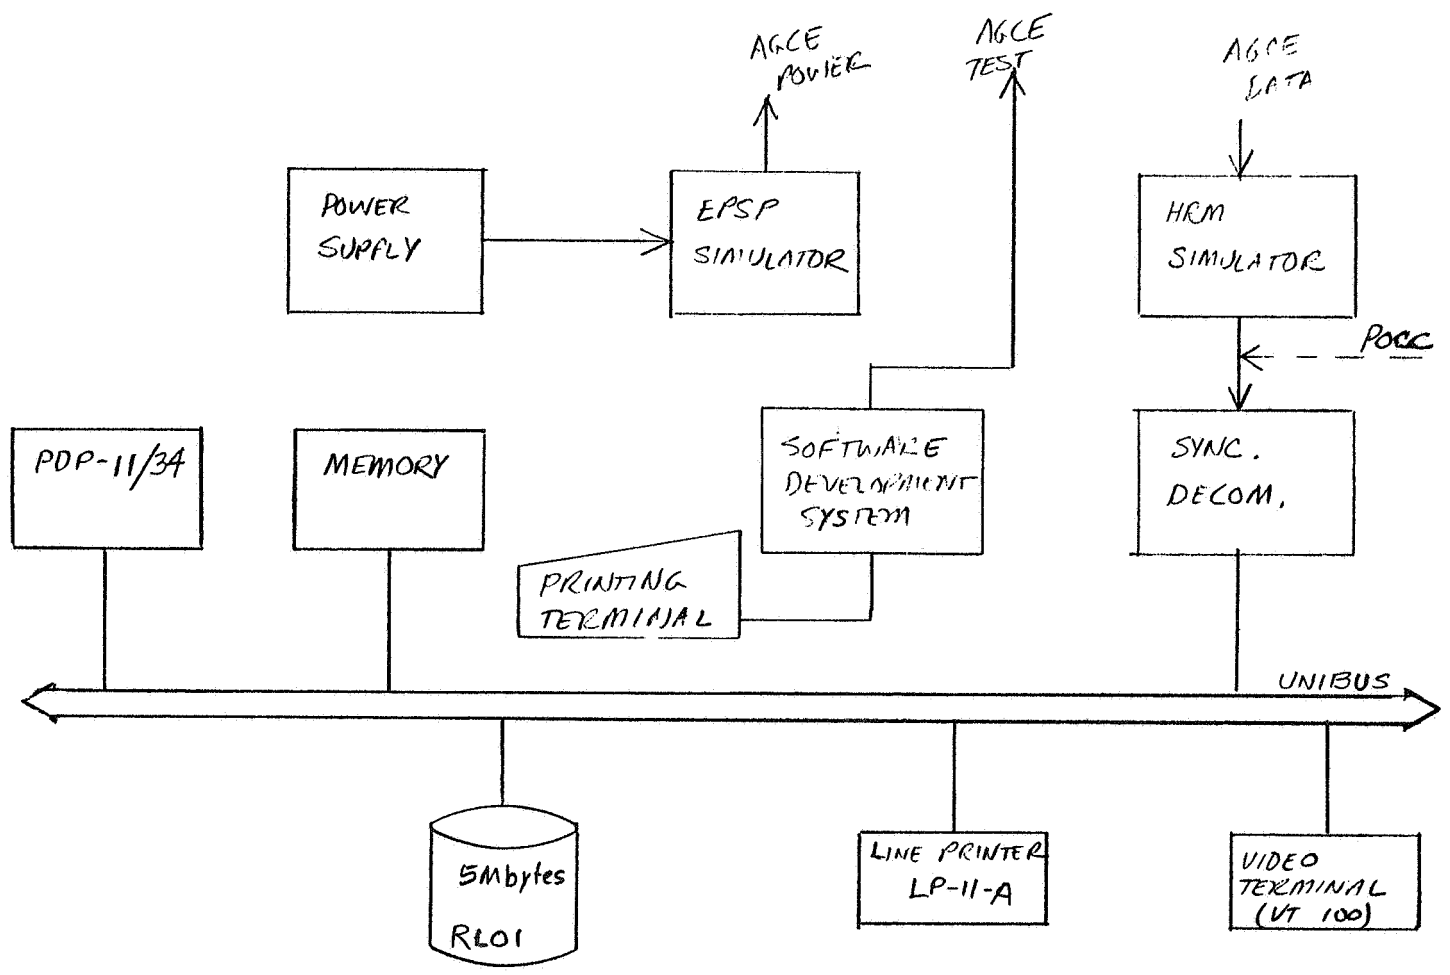 AGCE
POWER
AGCE
TEST
AGCE
DATA
POWER
SUPPLY
EPSP
SIMULATOR
HRM
SIMULATOR
POCC
PDP-11/34
MEMORY
SOFTWARE
DEVELOPMENT
SYSTEM
SYNC.
DECOM.
PRINTING
TERMINAL
UNIBUS
5Mbytes
RL01
LINE PRINTER
LP-11-A
VIDEO
TERMINAL
(VT 100)